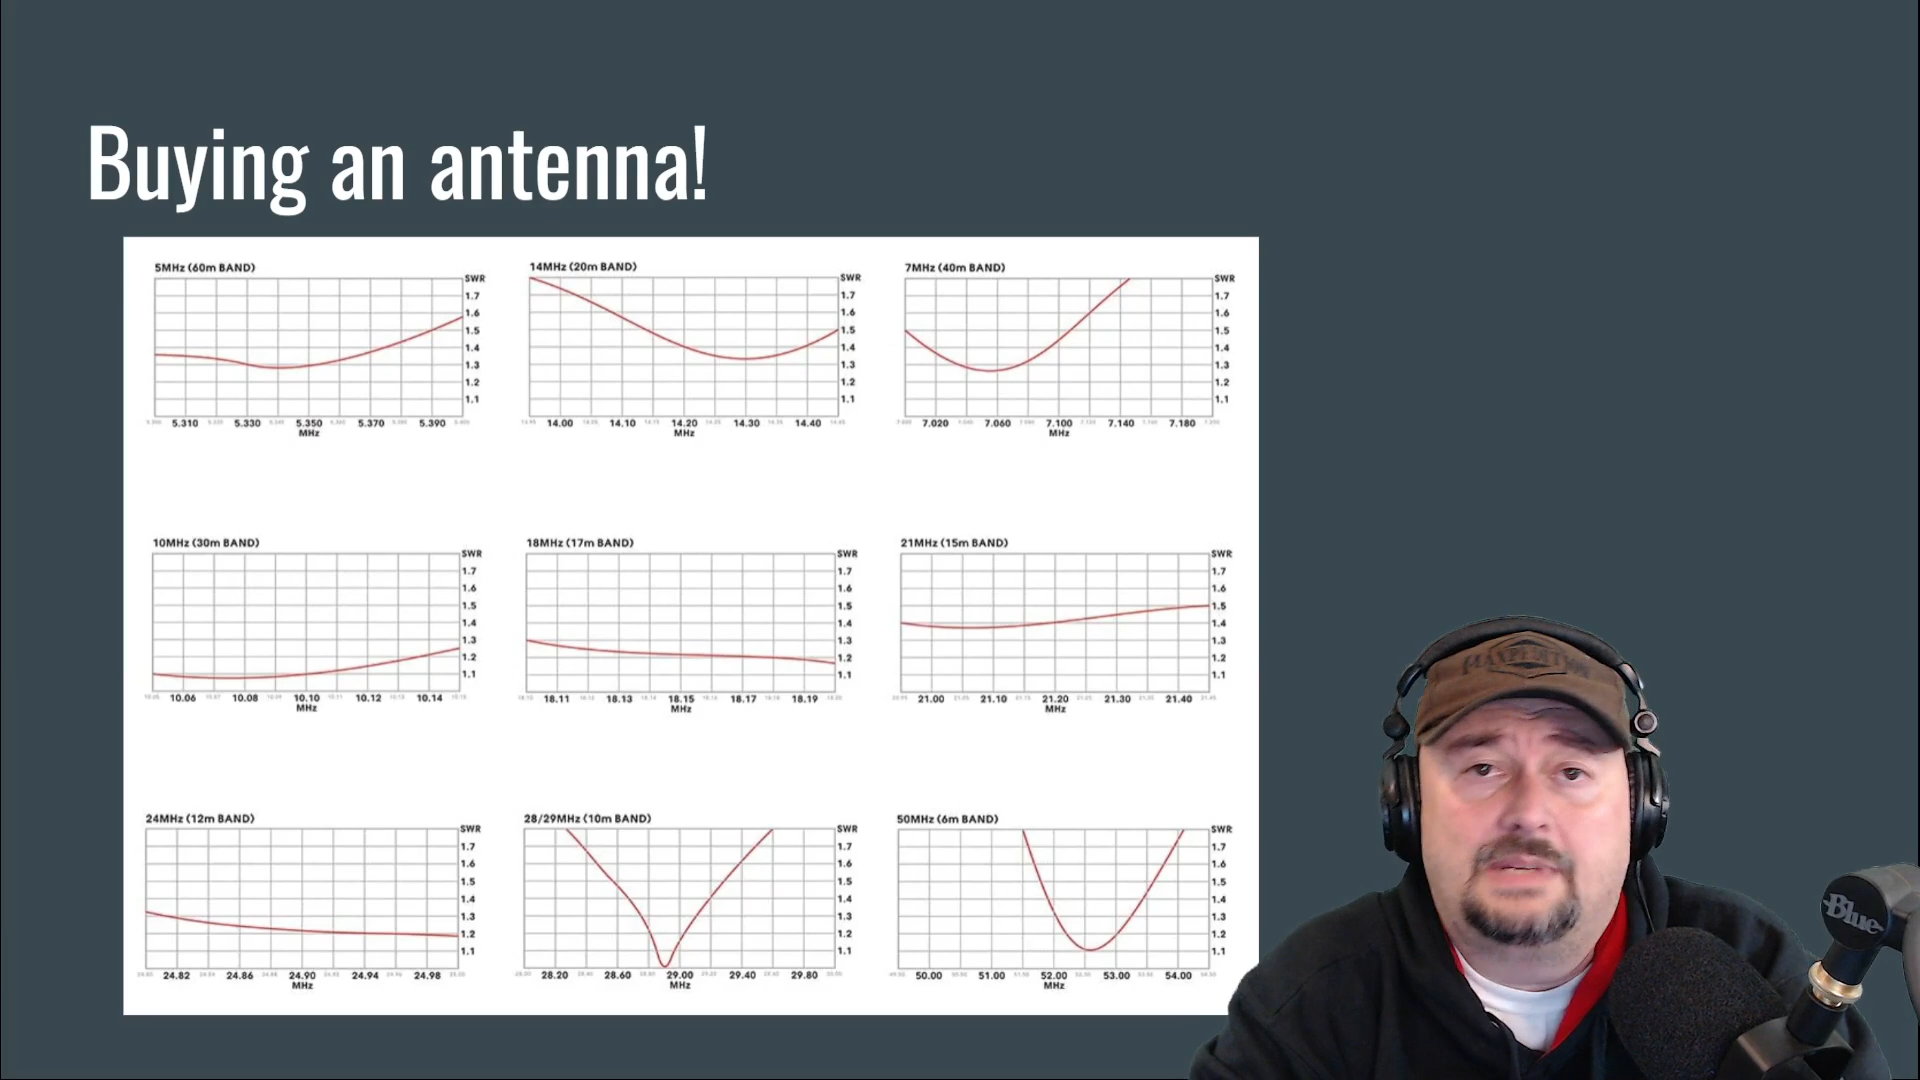 Buying an antenna!
5MHz (60m BAND)
SWR
1.7
1.6
1.5
1.4
1.3
1.2
1.1
5.310 5.330 5.350 5.370 5.390
MHz
14MHz (20m BAND)
SWR
1.7
1.6
1.5
1.4
1.3
1.2
1.1
14.00 14.10 14.20 14.30 14.40
MHz
7MHz (40m BAND)
SWR
1.7
1.6
1.5
1.4
1.3
1.2
1.1
7.020 7.060 7.100 7.140 7.180
MHz
10MHz (30m BAND)
SWR
1.7
1.6
1.5
1.4
1.3
1.2
1.1
10.06 10.08 10.10 10.12 10.14
MHz
18MHz (17m BAND)
SWR
1.7
1.6
1.5
1.4
1.3
1.2
1.1
18.11 18.13 18.15 18.17 18.19
MHz
21MHz (15m BAND)
SWR
1.7
1.6
1.5
1.4
1.3
1.2
1.1
21.00 21.10 21.20 21.30 21.40
MHz
24MHz (12m BAND)
SWR
1.7
1.6
1.5
1.4
1.3
1.2
1.1
24.82 24.86 24.90 24.94 24.98
MHz
28/29MHz (10m BAND)
SWR
1.7
1.6
1.5
1.4
1.3
1.2
1.1
28.20 28.60 29.00 29.40 29.80
MHz
50MHz (6m BAND)
SWR
1.7
1.6
1.5
1.4
1.3
1.2
1.1
50.00 51.00 52.00 53.00 54.00
MHz
Blue